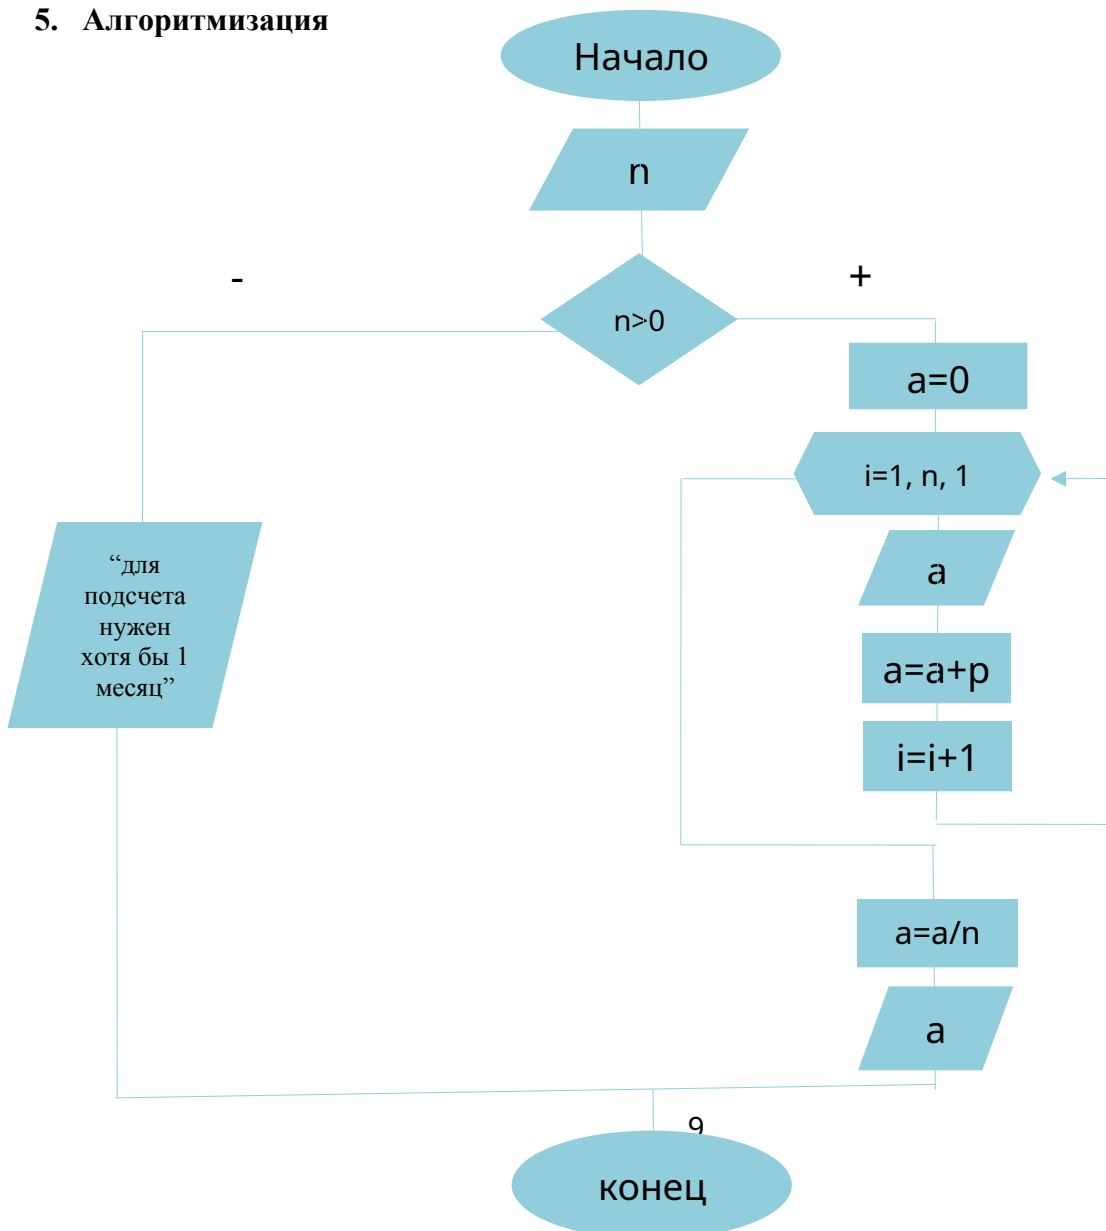 5. Алгоритмизация
Начало
n
-
+
n>0
a=0
i=1, n, 1
a
a=a+p
i=i+1
“для
подсчета
нужен
хотя бы 1
месяц”
a=a/n
a
9
конец